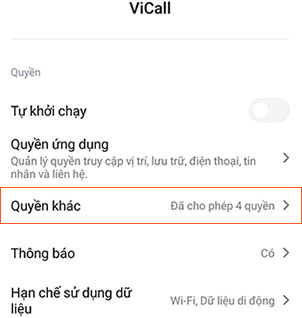 ViCall
Quyền
Tự khởi chạy
Quyền ứng dụng
Quản lý quyền truy cập vị trí, lưu trữ, điện thoại, tin
nhắn và liên hệ.
Quyền khác
Đã cho phép 4 quyền
Thông báo
Có
Hạn chế sử dụng dữ
liệu
Wi-Fi, Dữ liệu di động